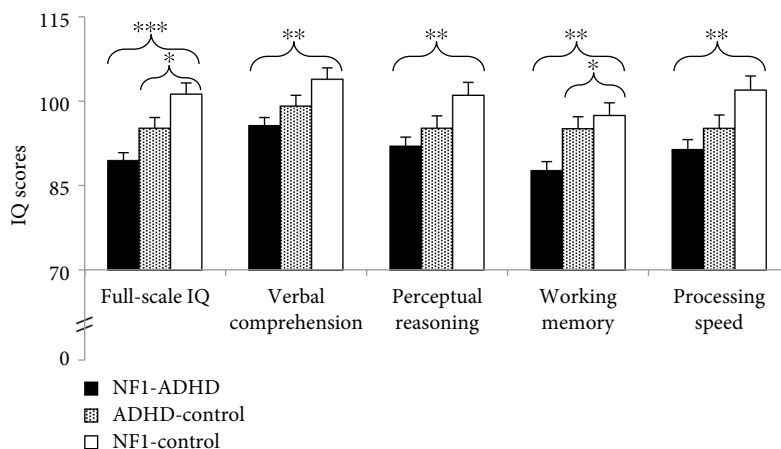 115
100
85
70
0
IQ scores
***
*
**
**
**
*
**
Full-scale IQ
Verbal
comprehension
Perceptual
reasoning
Working
memory
Processing
speed
NF1-ADHD
ADHD-control
NF1-control